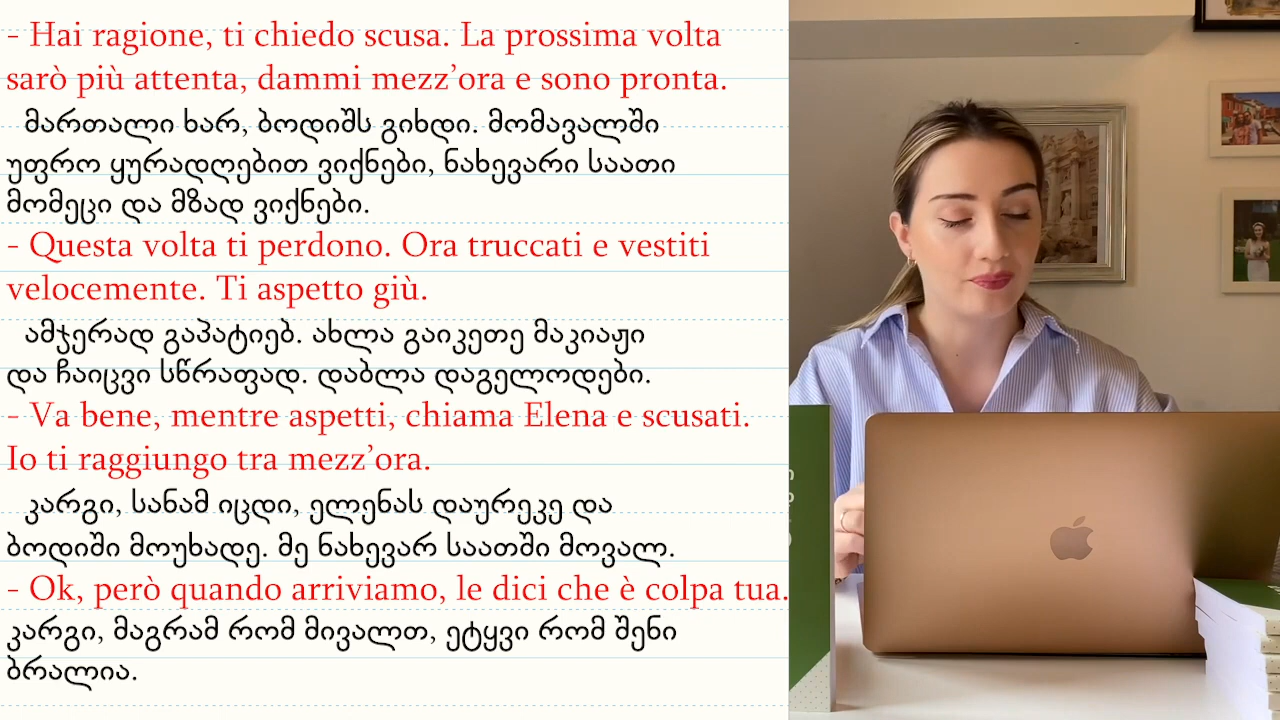 - Hai ragione, ti chiedo scusa. La prossima volta
sarò più attenta, dammi mezz’ora e sono pronta.
მართალი ხარ, ბოდიშს გიხდი. მომავალში
უფრო ყურადღებით ვიქნები, ნახევარი საათი
მომეცი და მზად ვიქნები.
- Questa volta ti perdono. Ora truccati e vestiti
velocemente. Ti aspetto giù.
ამჯერად გაპატიებ. ახლა გაიკეთე მაკიაჟი
და ჩაიცვი სწრაფად. დაბლა დაგელოდები.
- Va bene, mentre aspetti, chiama Elena e scusati.
Io ti raggiungo tra mezz’ora.
კარგი, სანამ იცდი, ელენას დაურეკე და
ბოდიში მოუხადე. მე ნახევარ საათში მოვალ.
- Ok, però quando arriviamo, le dici che è colpa tua.
კარგი, მაგრამ რომ მივალთ, ეტყვი რომ შენი
ბრალია.